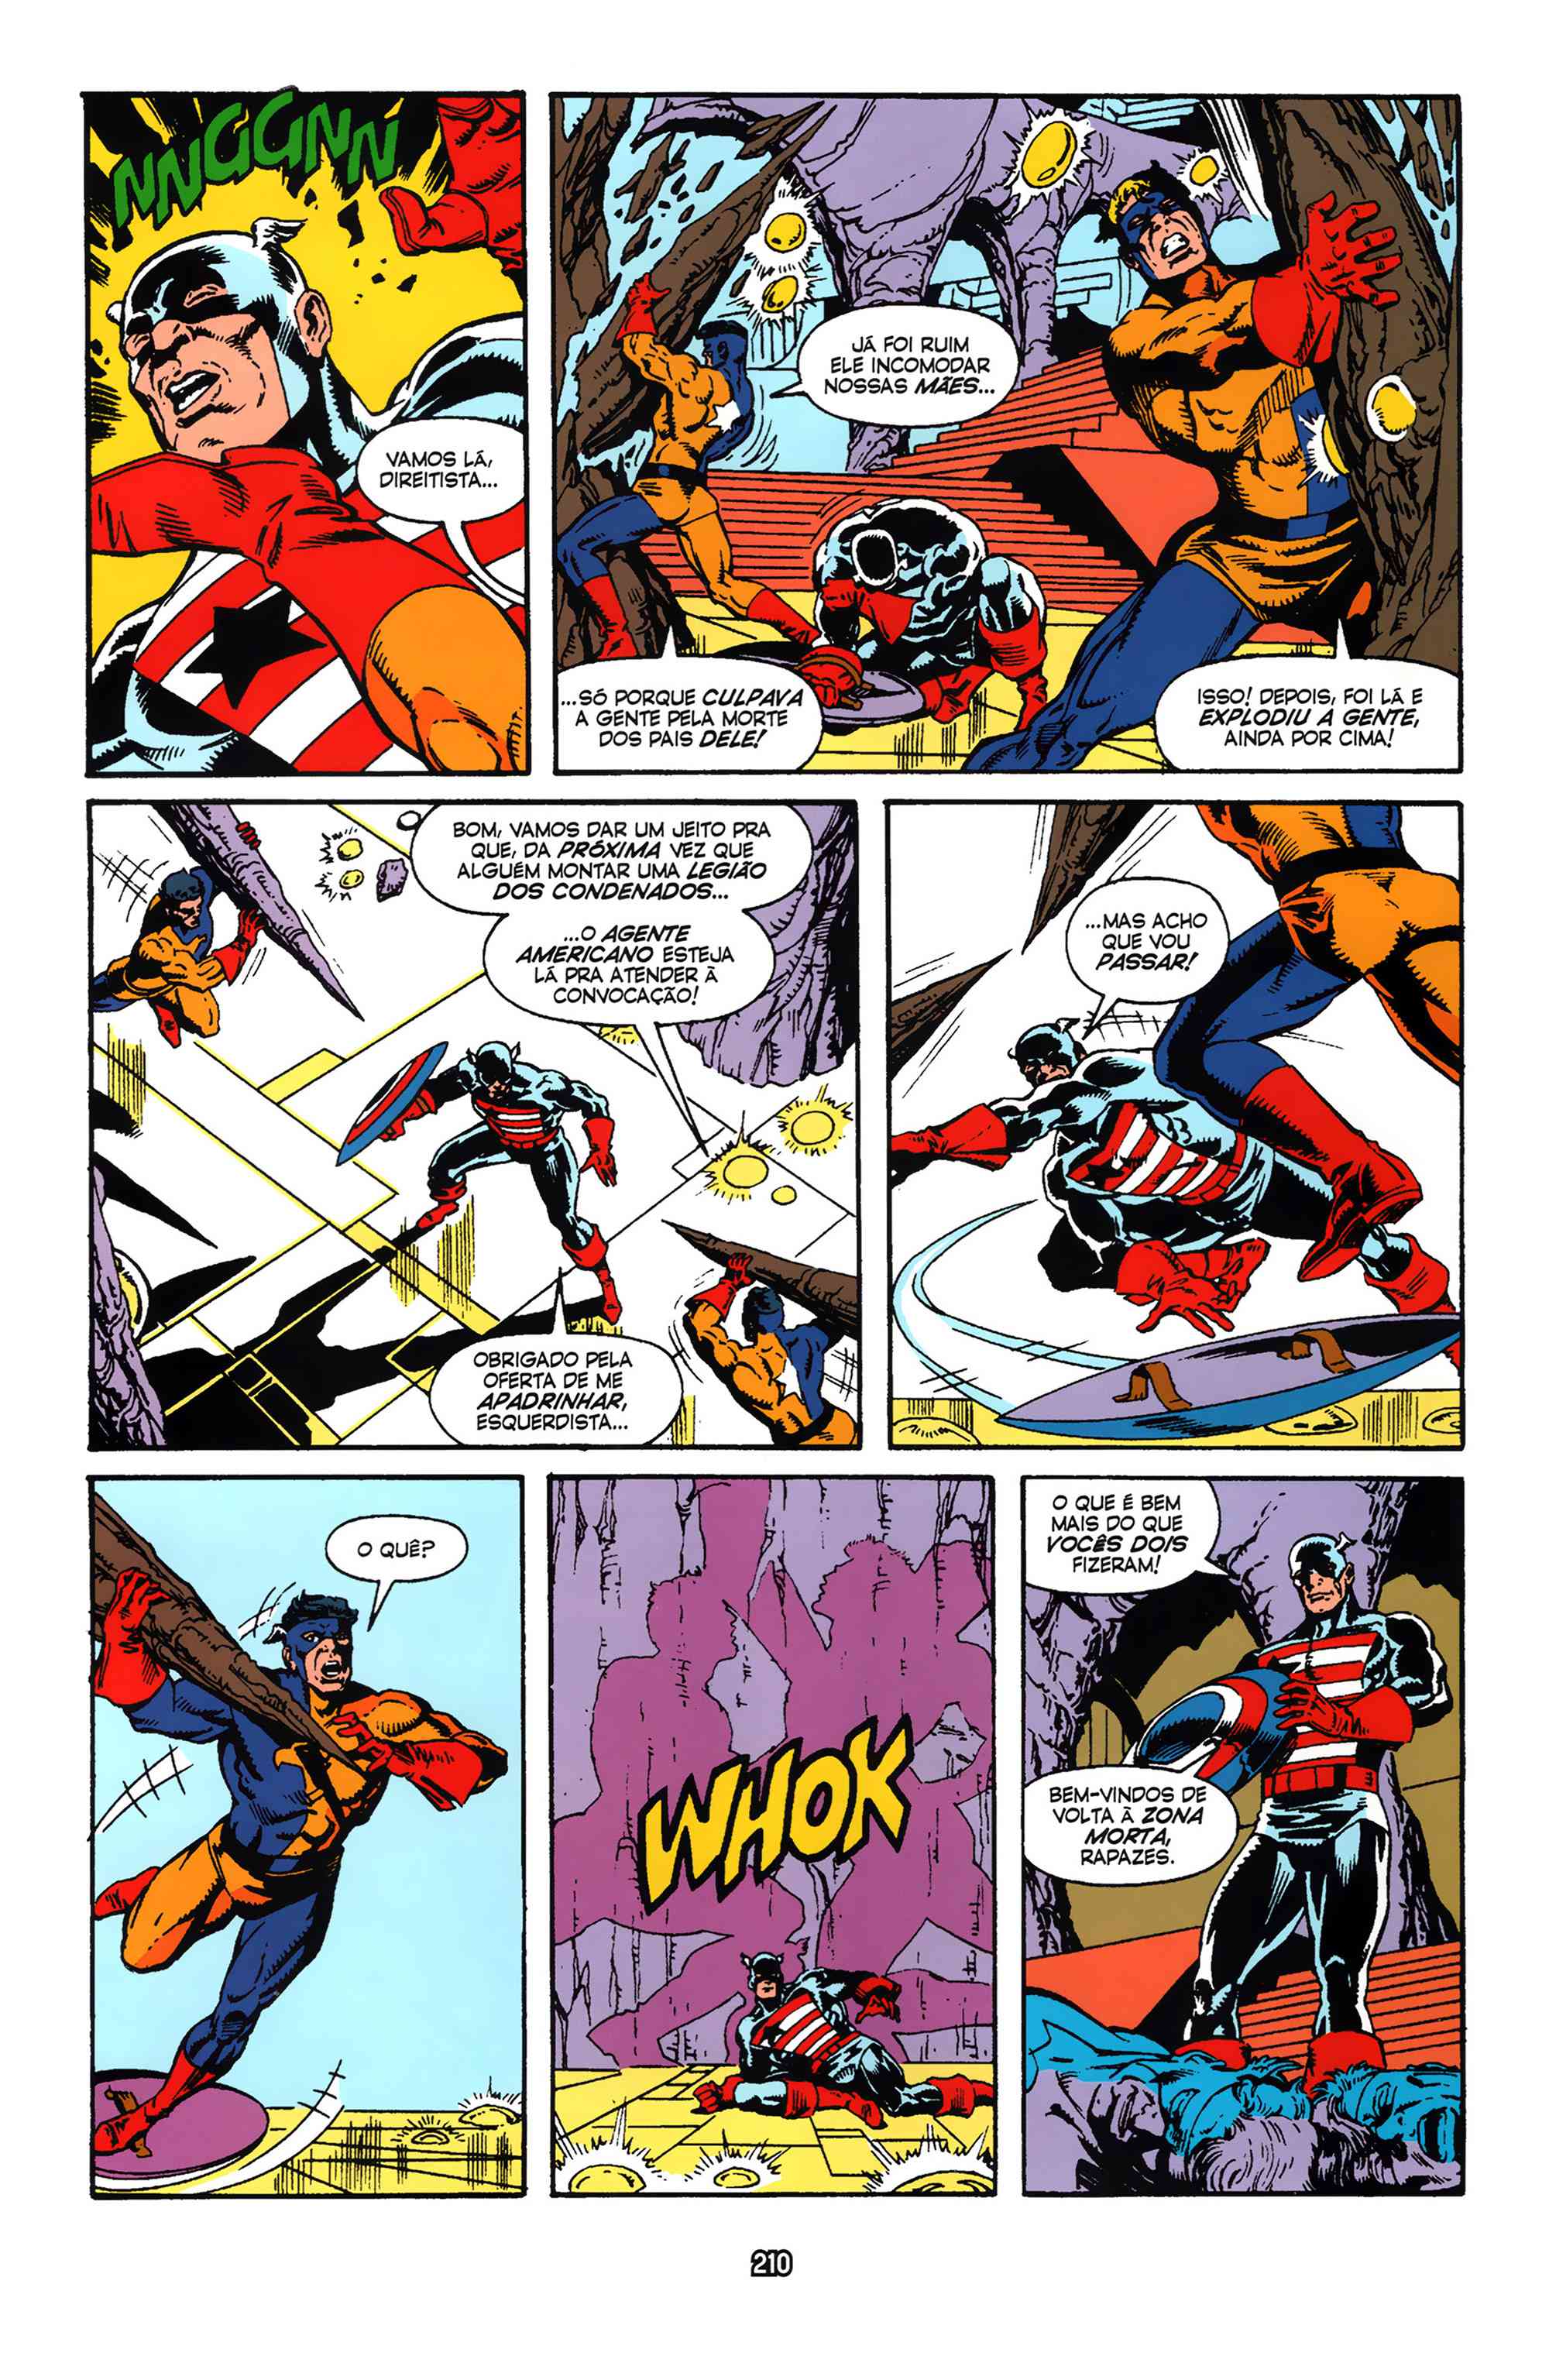 NNGGNN
VAMOS LÁ,
DIREITISTA...
JÁ FOI RUIM
ELE INCOMODAR
NOSSAS MÃES...
...SÓ PORQUE CULPAVA
A GENTE PELA MORTE
DOS PAIS DELE!
ISSO! DEPOIS, FOI LÁ E
EXPLODIU A GENTE,
AINDA POR CIMA!
BOM, VAMOS DAR UM JEITO PRA
QUE, DA PRÓXIMA VEZ QUE
ALGUÉM MONTAR UMA LEGIÃO
DOS CONDENADOS...
...O AGENTE
AMERICANO ESTEJA
LÁ PRA ATENDER À
CONVOCAÇÃO!
OBRIGADO PELA
OFERTA DE ME
APADRINHAR,
ESQUERDISTA...
...MAS ACHO
QUE VOU
PASSAR!
O QUÊ?
WHOK
O QUE É BEM
MAIS DO QUE
VOCÊS DOIS
FIZERAM!
BEM-VINDOS DE
VOLTA À ZONA
MORTA,
RAPAZES.
210